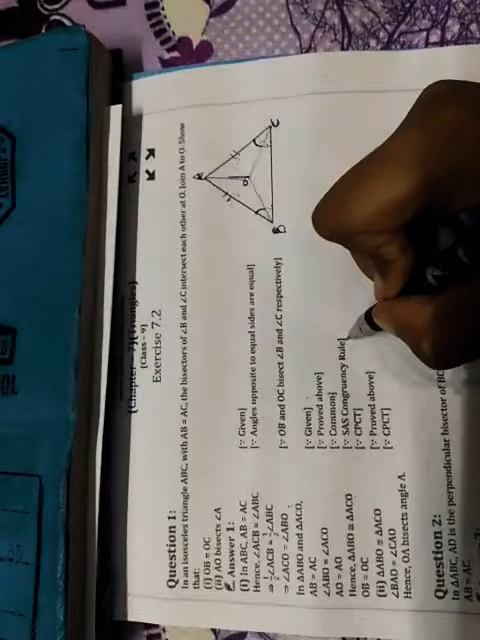 (Chapter – 7)(Triangles)
(Class – 9)
Exercise 7.2
Question 1:
In an isosceles triangle ABC, with AB = AC, the bisectors of ∠B and ∠C intersect each other at O. Join A to O. Show
that:
(i) OB = OC
(ii) AO bisects ∠A
Answer 1:
(i) In ABC, AB = AC [∵ Given]
Hence, ∠ACB = ∠ABC [∵ Angles opposite to equal sides are equal]
⇒ ½∠ACB = ½∠ABC
⇒ ∠ACO = ∠ABO [∵ OB and OC bisect ∠B and ∠C respectively]
In ΔABO and ΔACO,
AB = AC [∵ Given]
∠ABO = ∠ACO [∵ Proved above]
AO = AO [∵ Common]
Hence, ΔABO ≅ ΔACO [∵ SAS Congruency Rule]
OB = OC [∵ CPCT]
(ii) ΔABO ≅ ΔACO [∵ Proved above]
∠BAO = ∠CAO [∵ CPCT]
Hence, OA bisects angle A.
A
O
B
C
Question 2:
In ΔABC, AD is the perpendicular bisector of BC
AB = AC